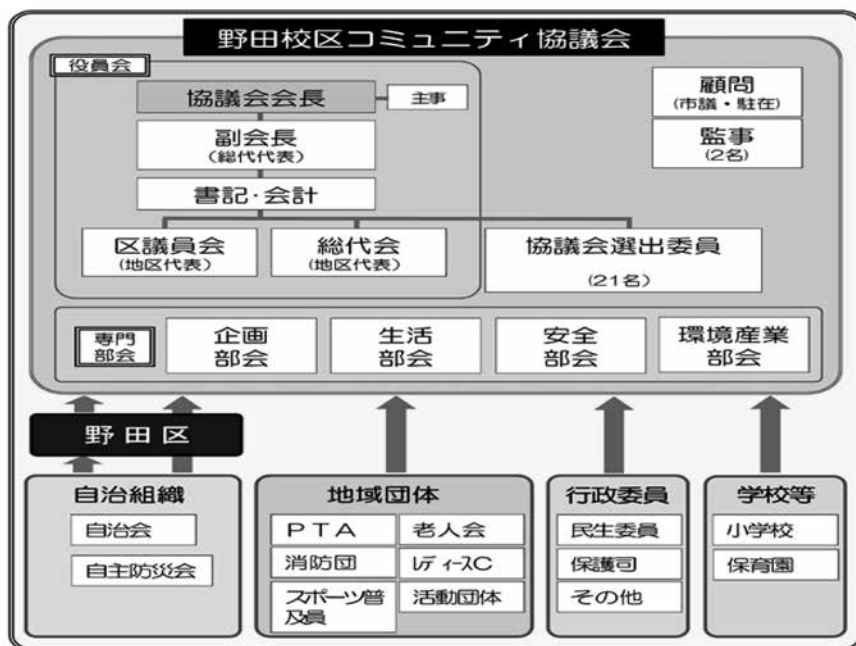 野田校区コミュニティ協議会
役員会
協議会会長
主事
顧問
(市議・駐在)
副会長
(総代代表)
監事
(2名)
書記・会計
区議員会
(地区代表)
総代会
(地区代表)
協議会選出委員
(21名)
専門
部会
企画
部会
生活
部会
安全
部会
環境産業
部会
野田区
自治組織
自治会
自主防災会
地域団体
PTA
老人会
消防団
レディースC
スポーツ普
及員
活動団体
行政委員
民生委員
保護司
その他
学校等
小学校
保育園